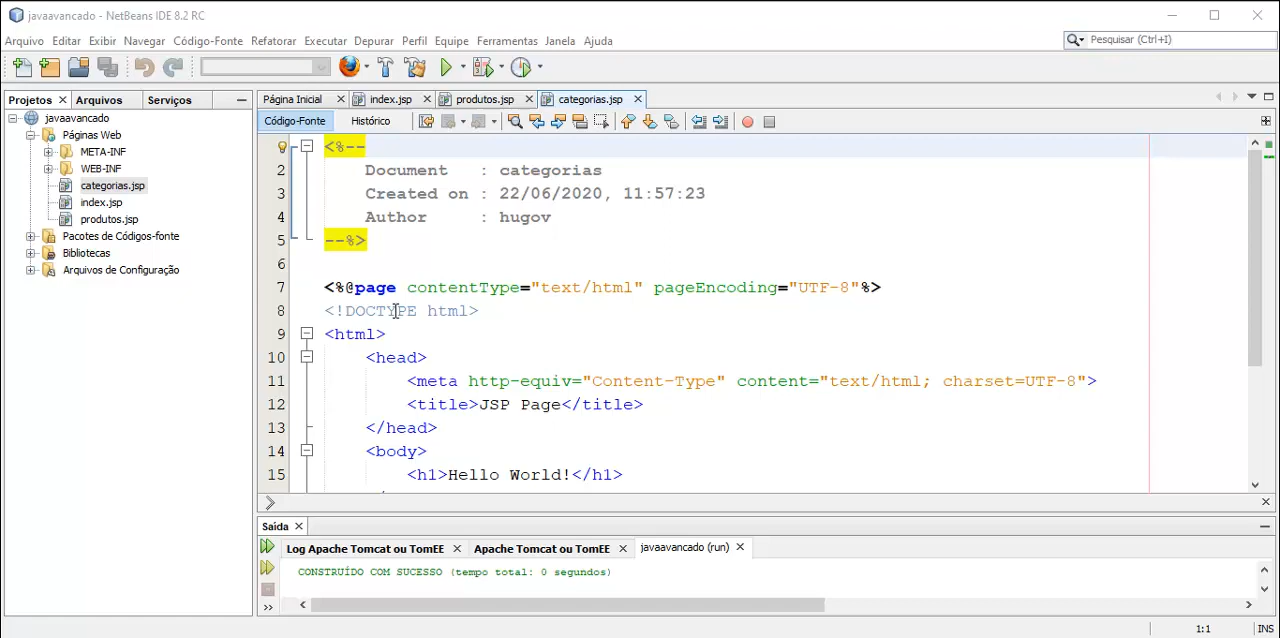 javaavancado - NetBeans IDE 8.2 RC
Arquivo Editar Exibir Navegar Código-Fonte Refatorar Executar Depurar Perfil Equipe Ferramentas Janela Ajuda
Pesquisar (Ctrl+I)
Projetos Arquivos Serviços
javaavancado
Páginas Web
META-INF
WEB-INF
categorias.jsp
index.jsp
produtos.jsp
Pacotes de Códigos-fonte
Bibliotecas
Arquivos de Configuração
Página Inicial index.jsp produtos.jsp categorias.jsp
Código-Fonte Histórico
<%--
2 Document : categorias
3 Created on : 22/06/2020, 11:57:23
4 Author : hugov
5 --%>
6
7 <%@page contentType="text/html" pageEncoding="UTF-8"%>
8 <!DOCTYPE html>
9 <html>
10 <head>
11 <meta http-equiv="Content-Type" content="text/html; charset=UTF-8">
12 <title>JSP Page</title>
13 </head>
14 <body>
15 <h1>Hello World!</h1>
Saída
Log Apache Tomcat ou TomEE Apache Tomcat ou TomEE javaavancado (run)
CONSTRUÍDO COM SUCESSO (tempo total: 0 segundos)
1:1 INS